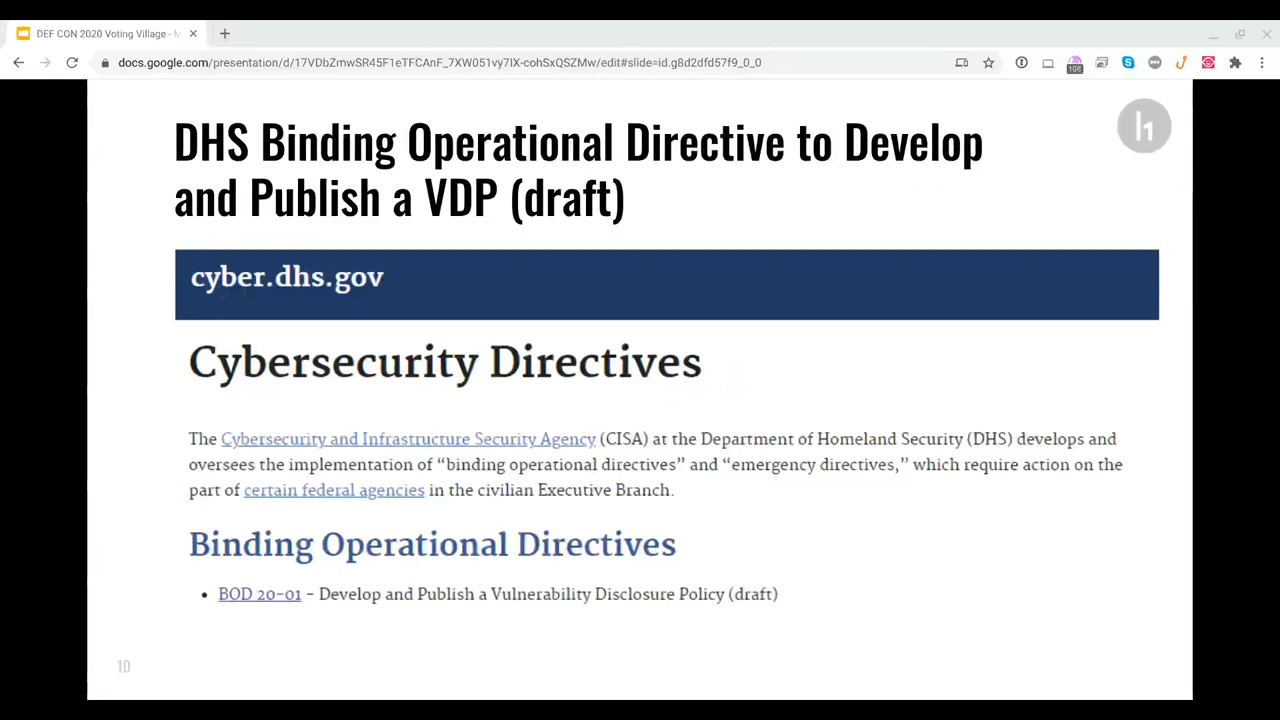 DEF CON 2020 Voting Village -
docs.google.com/presentation/d/17VDbZmwSR45F1eTFCAnF_7XW051vy7IX-cohSxQSZMw/edit#slide=id.g8d2dfd57f9_0_0
108
h1
DHS Binding Operational Directive to Develop
and Publish a VDP (draft)
cyber.dhs.gov
Cybersecurity Directives
The Cybersecurity and Infrastructure Security Agency (CISA) at the Department of Homeland Security (DHS) develops and
oversees the implementation of “binding operational directives” and “emergency directives,” which require action on the
part of certain federal agencies in the civilian Executive Branch.
Binding Operational Directives
• BOD 20-01 – Develop and Publish a Vulnerability Disclosure Policy (draft)
10